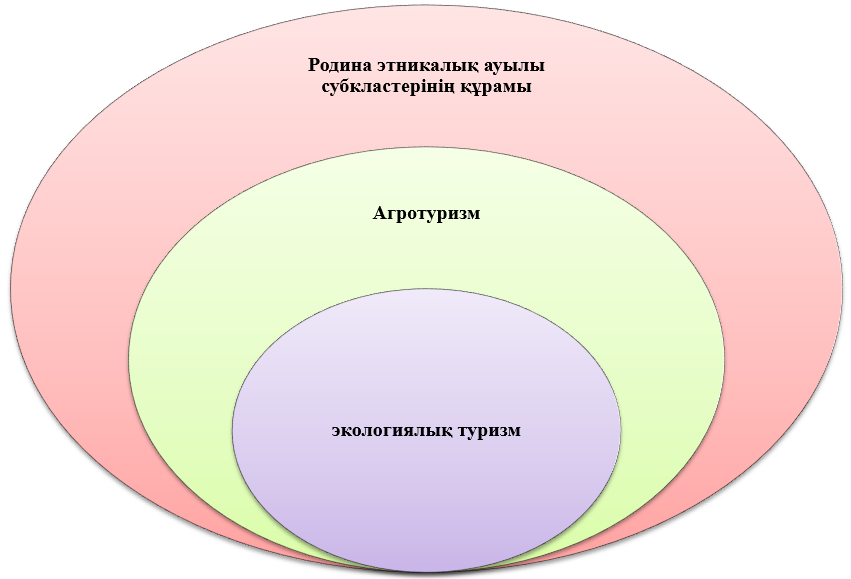 Родина этникалық ауылы
субкластерінің құрамы
Агротуризм
экологиялық туризм